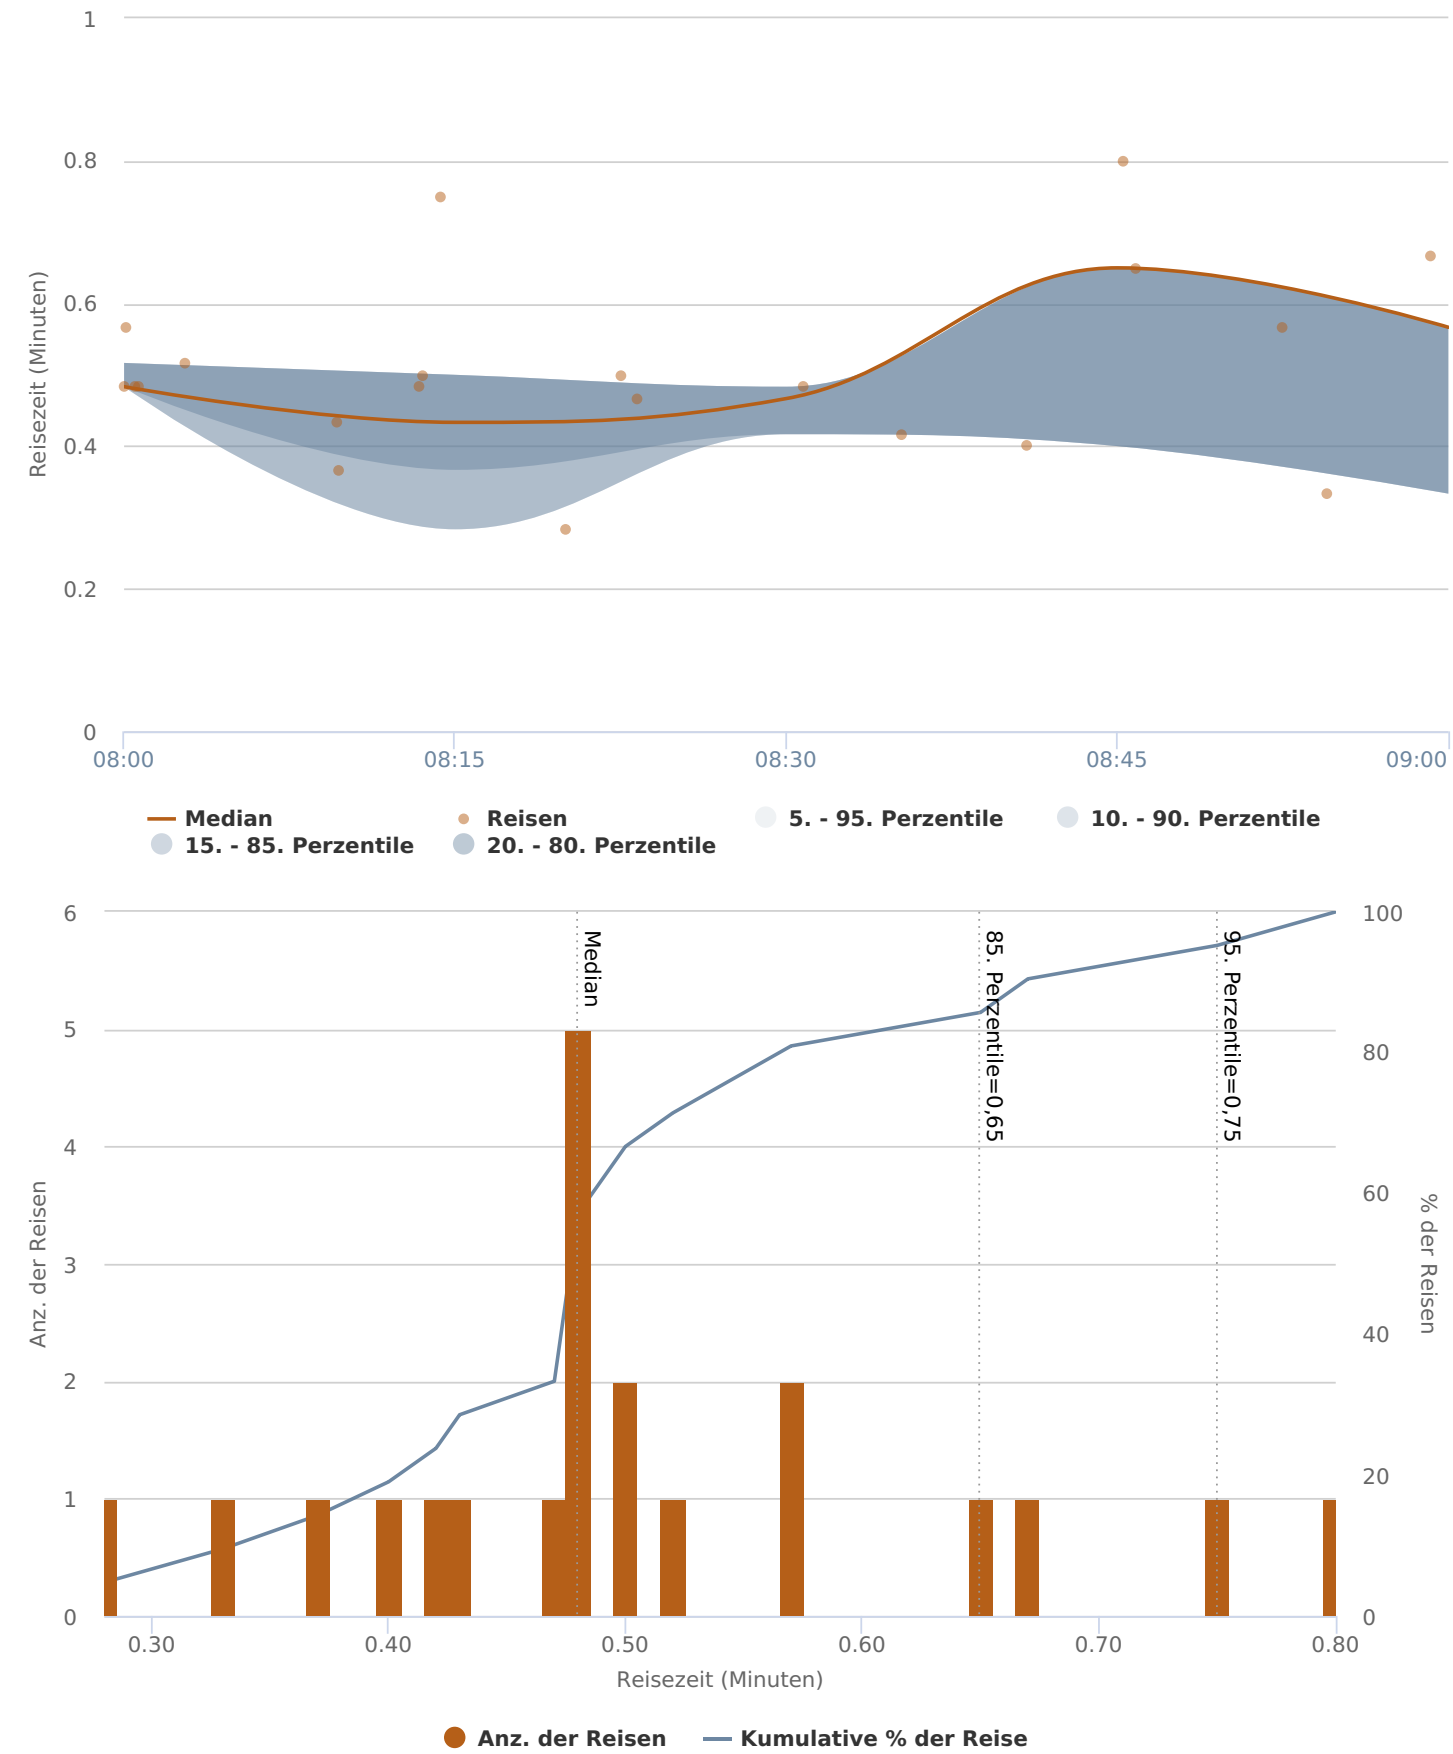 1
0.8
0.6
0.4
0.2
0
Reisezeit (Minuten)
08:00 08:15 08:30 08:45 09:00
Median Reisen 5. - 95. Perzentile 10. - 90. Perzentile
15. - 85. Perzentile 20. - 80. Perzentile
6
5
4
3
2
1
0
Anz. der Reisen
Median
85. Perzentile=0,65
95. Perzentile=0,75
100
80
60
40
20
0
% der Reisen
0.30 0.40 0.50 0.60 0.70 0.80
Reisezeit (Minuten)
Anz. der Reisen Kumulative % der Reise